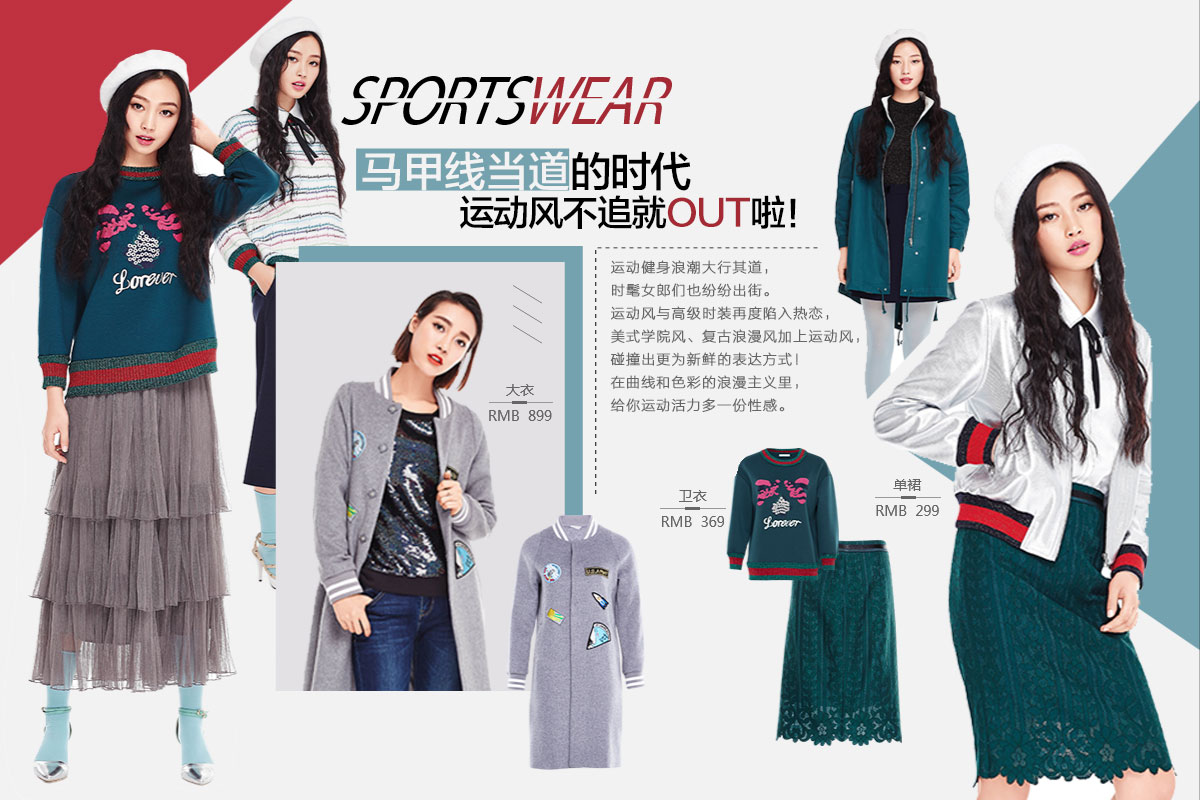 SPORTSWEAR
马甲线当道的时代
运动风不追就OUT啦!
运动健身浪潮大行其道,
时髦女郎们也纷纷出街。
运动风与高级时装再度陷入热恋,
美式学院风、复古浪漫风加上运动风,
碰撞出更为新鲜的表达方式!
在曲线和色彩的浪漫主义里,
给你运动活力多一份性感。
大衣
RMB 899
卫衣
RMB 369
单裙
RMB 299
Lorever
Lorever